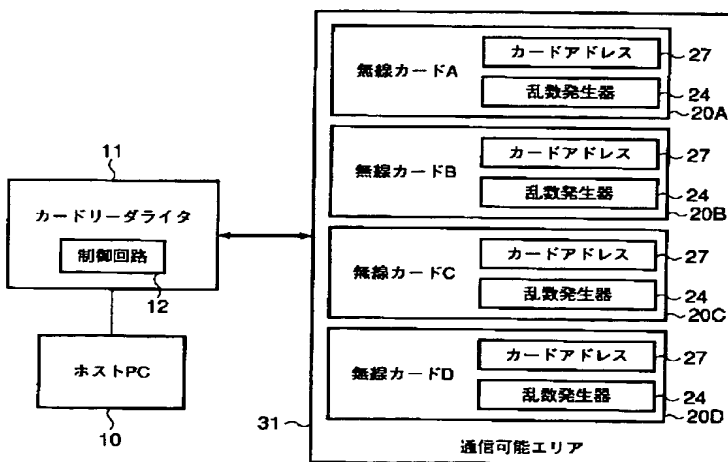 11
カードリーダライタ
制御回路
12
ホストPC
10
無線カードA
カードアドレス
27
乱数発生器
24
20A
無線カードB
カードアドレス
27
乱数発生器
24
20B
無線カードC
カードアドレス
27
乱数発生器
24
20C
無線カードD
カードアドレス
27
乱数発生器
24
20D
31
通信可能エリア